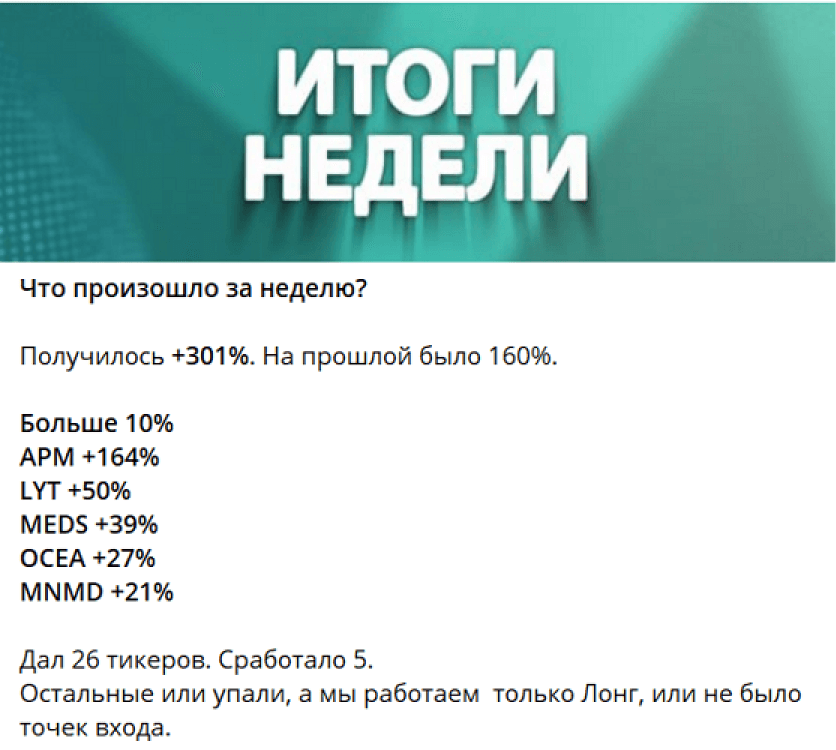 ИТОГИ
НЕДЕЛИ
Что произошло за неделю?
Получилось +301%. На прошлой было 160%.
Больше 10%
APM +164%
LYT +50%
MEDS +39%
OCEA +27%
MNMD +21%
Дал 26 тикеров. Сработало 5.
Остальные или упали, а мы работаем  только Лонг, или не было
точек входа.